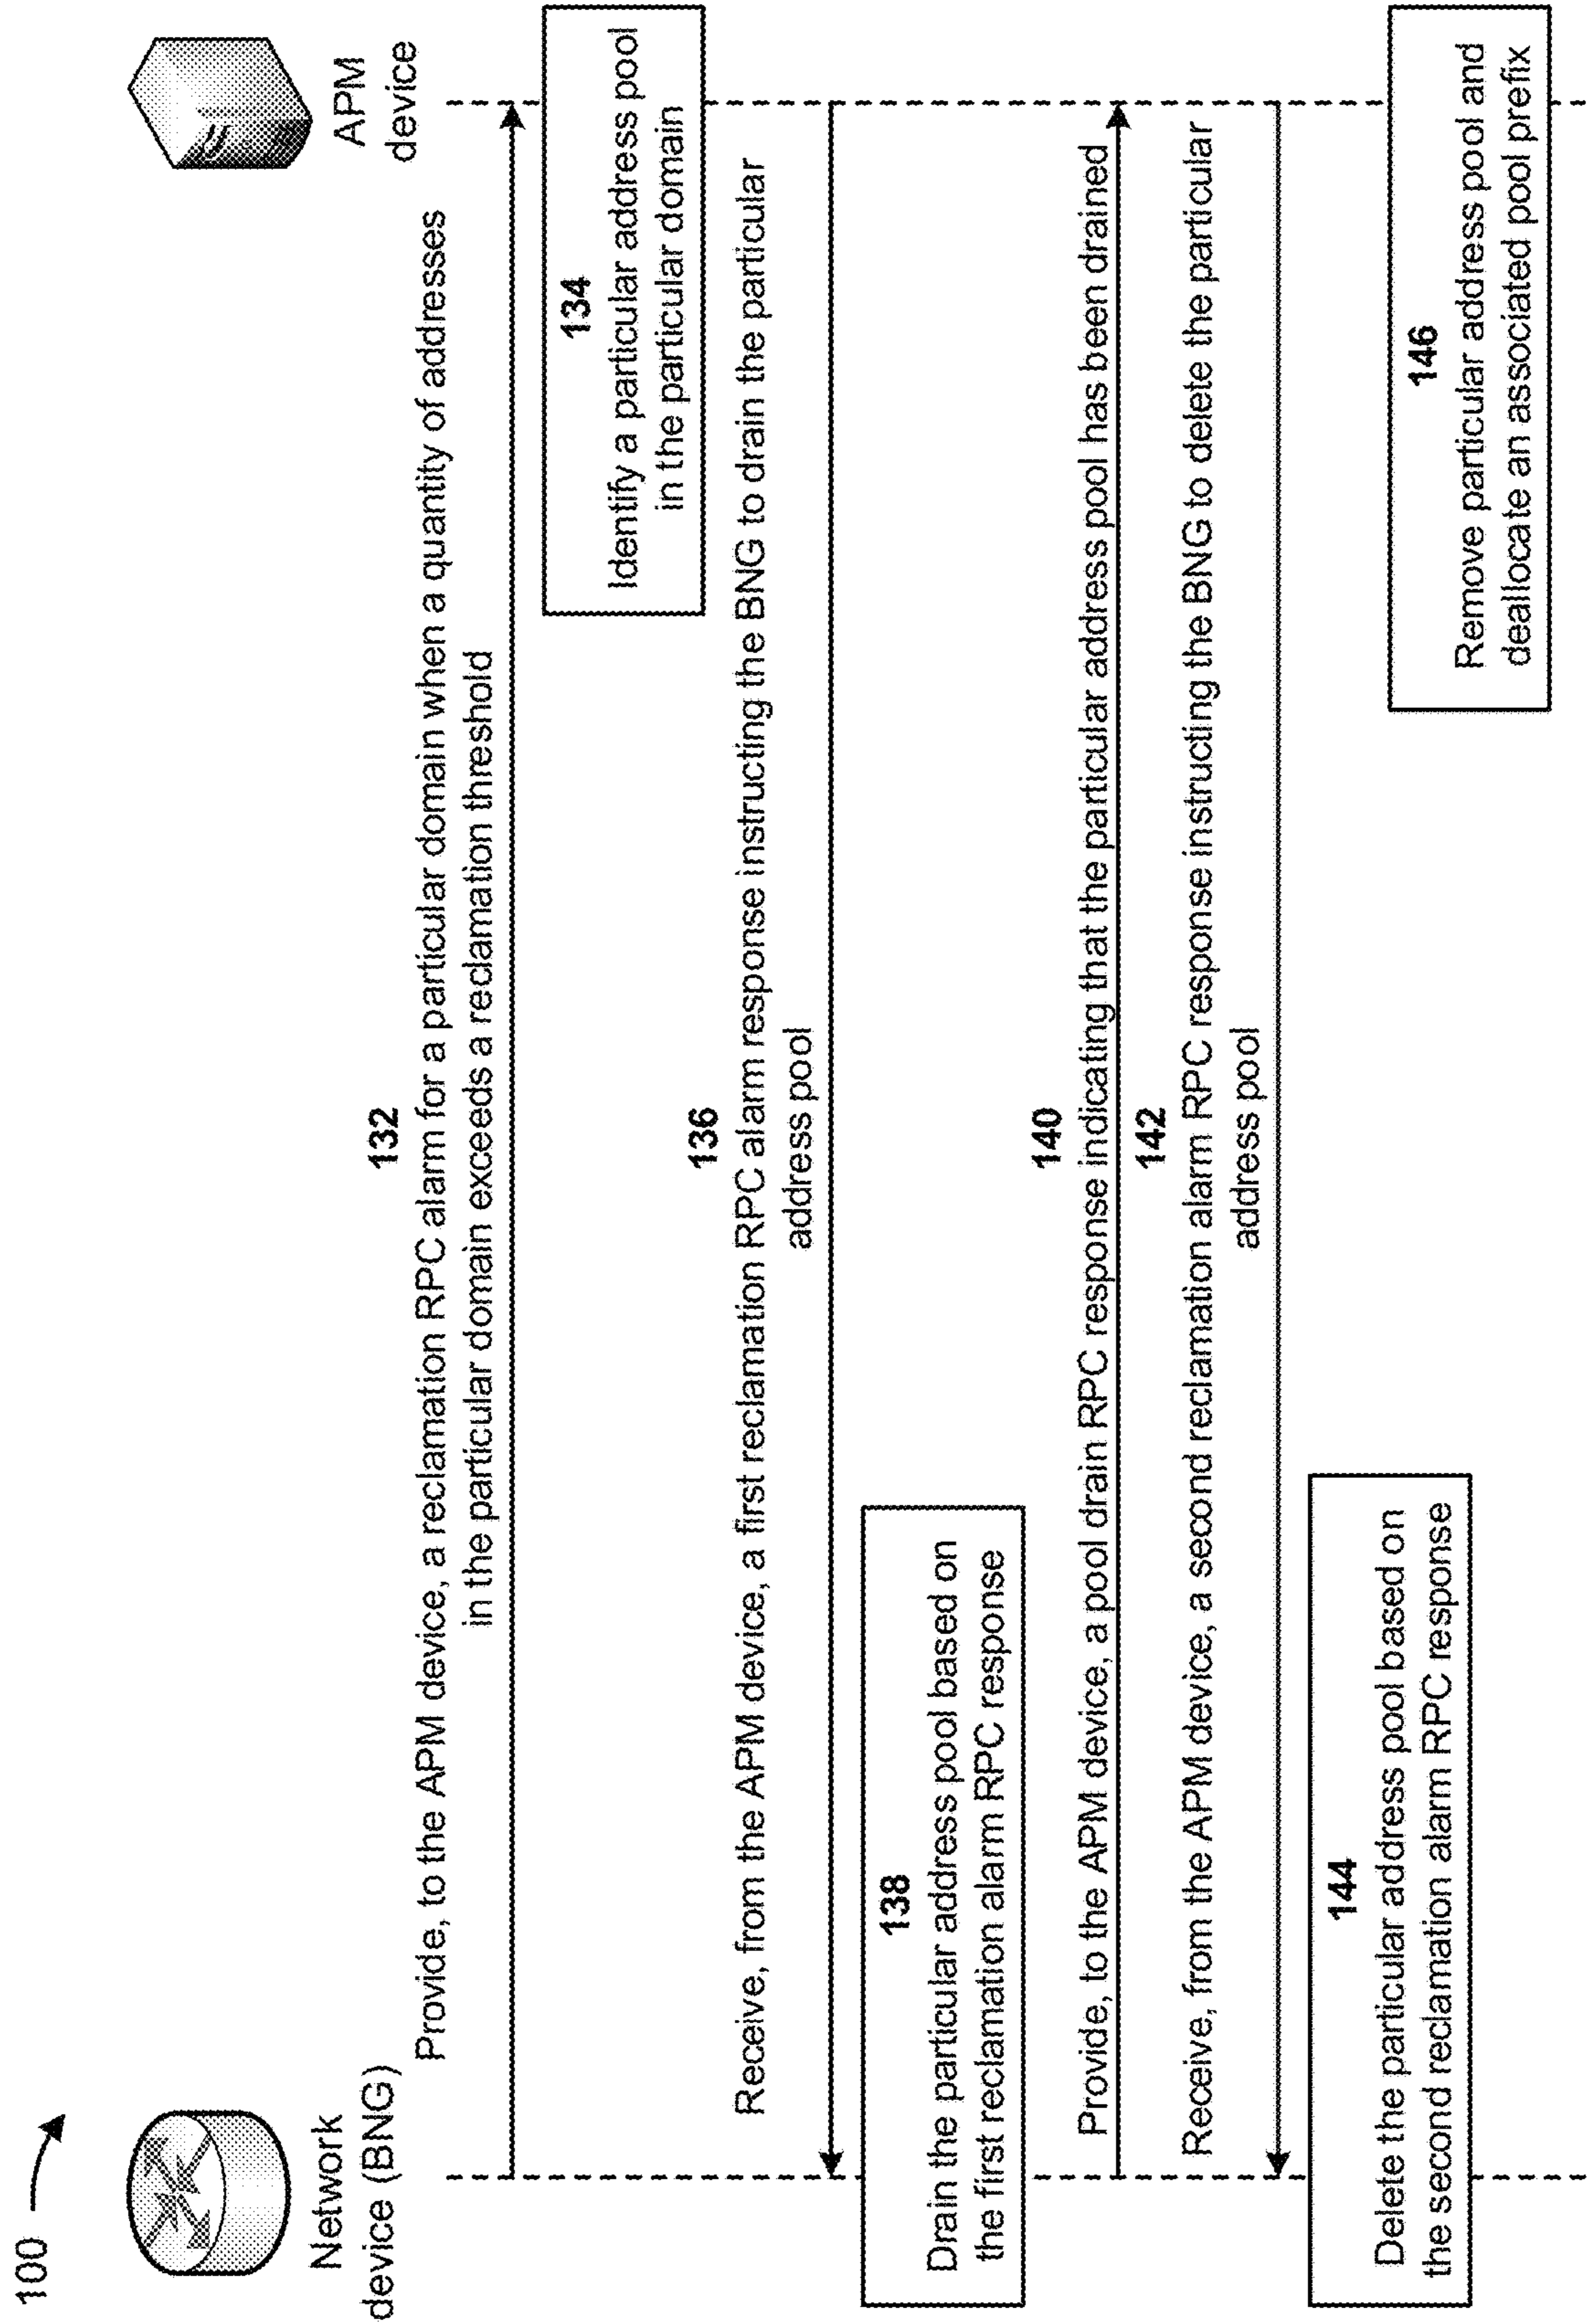 100
Network
device (BNG)
APM
device
132
Provide, to the APM device, a reclamation RPC alarm for a particular domain when a quantity of addresses
in the particular domain exceeds a reclamation threshold
134
Identify a particular address pool
in the particular domain
136
Receive, from the APM device, a first reclamation RPC alarm response instructing the BNG to drain the particular
address pool
138
Drain the particular address pool based on
the first reclamation alarm RPC response
140
Provide, to the APM device, a pool drain RPC response indicating that the particular address pool has been drained
142
Receive, from the APM device, a second reclamation alarm RPC response instructing the BNG to delete the particular
address pool
144
Delete the particular address pool based on
the second reclamation alarm RPC response
146
Remove particular address pool and
deallocate an associated pool prefix